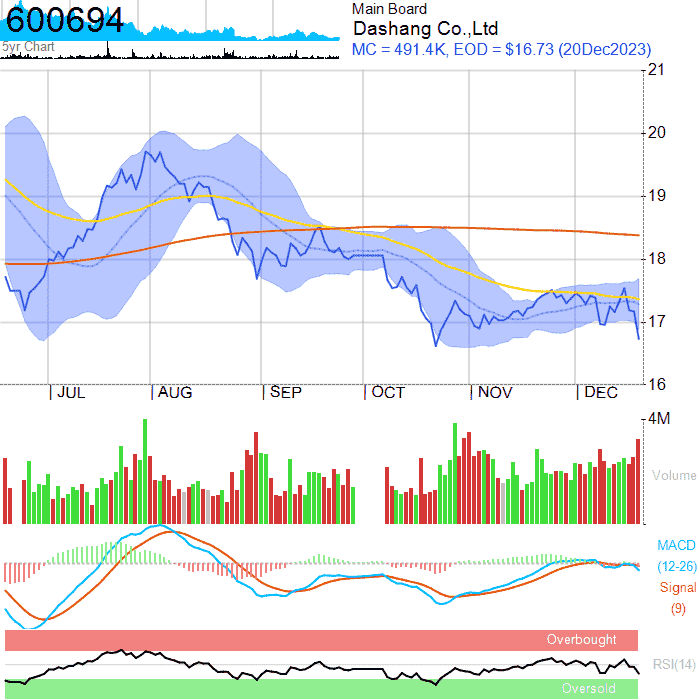 600694
5yr Chart
Main Board
Dashang Co.,Ltd
MC = 491.4K, EOD = $16.73 (20Dec2023)
21
20
19
18
17
16
JUL
AUG
SEP
OCT
NOV
DEC
4M
Volume
MACD
(12-26)
Signal
(9)
Overbought
RSI(14)
Oversold